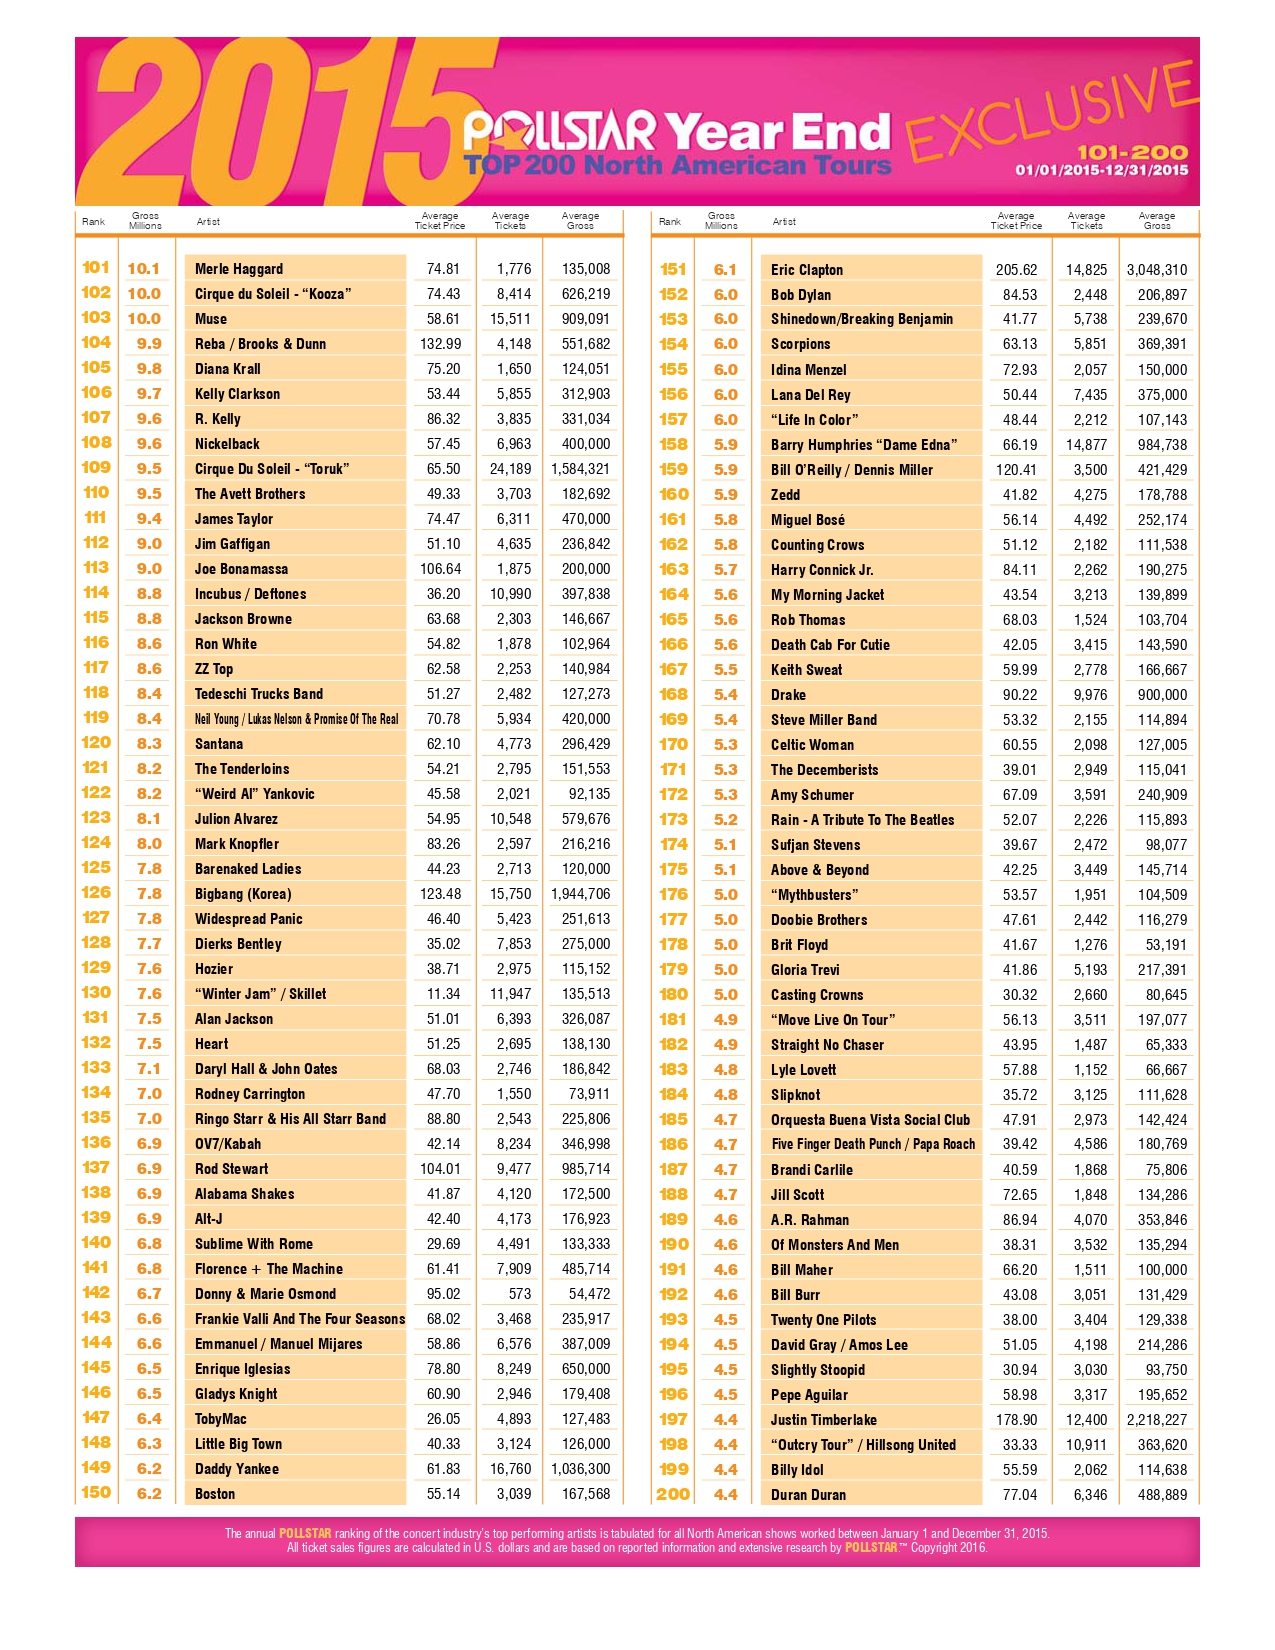 2015
POLLSTAR Year End
TOP 200 North American Tours
EXCLUSIVE
101-200
01/01/2015-12/31/2015
Rank Gross Millions Artist Average Ticket Price Average Tickets Average Gross
101 10.1 Merle Haggard 74.81 1,776 135,008
102 10.0 Cirque du Soleil - “Kooza” 74.43 8,414 626,219
103 10.0 Muse 58.61 15,511 909,091
104 9.9 Reba / Brooks & Dunn 132.99 4,148 551,682
105 9.8 Diana Krall 75.20 1,650 124,051
106 9.7 Kelly Clarkson 53.44 5,855 312,903
107 9.6 R. Kelly 86.32 3,835 331,034
108 9.6 Nickelback 57.45 6,963 400,000
109 9.5 Cirque Du Soleil - “Toruk” 65.50 24,189 1,584,321
110 9.5 The Avett Brothers 49.33 3,703 182,692
111 9.4 James Taylor 74.47 6,311 470,000
112 9.0 Jim Gaffigan 51.10 4,635 236,842
113 9.0 Joe Bonamassa 106.64 1,875 200,000
114 8.8 Incubus / Deftones 36.20 10,990 397,838
115 8.8 Jackson Browne 63.68 2,303 146,667
116 8.6 Ron White 54.82 1,878 102,964
117 8.6 ZZ Top 62.58 2,253 140,984
118 8.4 Tedeschi Trucks Band 51.27 2,482 127,273
119 8.4 Neil Young / Lukas Nelson & Promise Of The Real 70.78 5,934 420,000
120 8.3 Santana 62.10 4,773 296,429
121 8.2 The Tenderloins 54.21 2,795 151,553
122 8.2 “Weird Al” Yankovic 45.58 2,021 92,135
123 8.1 Julion Alvarez 54.95 10,548 579,676
124 8.0 Mark Knopfler 83.26 2,597 216,216
125 7.8 Barenaked Ladies 44.23 2,713 120,000
126 7.8 Bigbang (Korea) 123.48 15,750 1,944,706
127 7.8 Widespread Panic 46.40 5,423 251,613
128 7.7 Dierks Bentley 35.02 7,853 275,000
129 7.6 Hozier 38.71 2,975 115,152
130 7.6 “Winter Jam” / Skillet 11.34 11,947 135,513
131 7.5 Alan Jackson 51.01 6,393 326,087
132 7.5 Heart 51.25 2,695 138,130
133 7.1 Daryl Hall & John Oates 68.03 2,746 186,842
134 7.0 Rodney Carrington 47.70 1,550 73,911
135 7.0 Ringo Starr & His All Starr Band 88.80 2,543 225,806
136 6.9 OV7/Kabah 42.14 8,234 346,998
137 6.9 Rod Stewart 104.01 9,477 985,714
138 6.9 Alabama Shakes 41.87 4,120 172,500
139 6.9 Alt-J 42.40 4,173 176,923
140 6.8 Sublime With Rome 29.69 4,491 133,333
141 6.8 Florence + The Machine 61.41 7,909 485,714
142 6.7 Donny & Marie Osmond 95.02 573 54,472
143 6.6 Frankie Valli And The Four Seasons 68.02 3,468 235,917
144 6.6 Emmanuel / Manuel Mijares 58.86 6,576 387,009
145 6.5 Enrique Iglesias 78.80 8,249 650,000
146 6.5 Gladys Knight 60.90 2,946 179,408
147 6.4 TobyMac 26.05 4,893 127,483
148 6.3 Little Big Town 40.33 3,124 126,000
149 6.2 Daddy Yankee 61.83 16,760 1,036,300
150 6.2 Boston 55.14 3,039 167,568
Rank Gross Millions Artist Average Ticket Price Average Tickets Average Gross
151 6.1 Eric Clapton 205.62 14,825 3,048,310
152 6.0 Bob Dylan 84.53 2,448 206,897
153 6.0 Shinedown/Breaking Benjamin 41.77 5,738 239,670
154 6.0 Scorpions 63.13 5,851 369,391
155 6.0 Idina Menzel 72.93 2,057 150,000
156 6.0 Lana Del Rey 50.44 7,435 375,000
157 6.0 “Life In Color” 48.44 2,212 107,143
158 5.9 Barry Humphries “Dame Edna” 66.19 14,877 984,738
159 5.9 Bill O’Reilly / Dennis Miller 120.41 3,500 421,429
160 5.9 Zedd 41.82 4,275 178,788
161 5.8 Miguel Bosé 56.14 4,492 252,174
162 5.8 Counting Crows 51.12 2,182 111,538
163 5.7 Harry Connick Jr. 84.11 2,262 190,275
164 5.6 My Morning Jacket 43.54 3,213 139,899
165 5.6 Rob Thomas 68.03 1,524 103,704
166 5.6 Death Cab For Cutie 42.05 3,415 143,590
167 5.5 Keith Sweat 59.99 2,778 166,667
168 5.4 Drake 90.22 9,976 900,000
169 5.4 Steve Miller Band 53.32 2,155 114,894
170 5.3 Celtic Woman 60.55 2,098 127,005
171 5.3 The Decemberists 39.01 2,949 115,041
172 5.3 Amy Schumer 67.09 3,591 240,909
173 5.2 Rain - A Tribute To The Beatles 52.07 2,226 115,893
174 5.1 Sufjan Stevens 39.67 2,472 98,077
175 5.1 Above & Beyond 42.25 3,449 145,714
176 5.0 “Mythbusters” 53.57 1,951 104,509
177 5.0 Doobie Brothers 47.61 2,442 116,279
178 5.0 Brit Floyd 41.67 1,276 53,191
179 5.0 Gloria Trevi 41.86 5,193 217,391
180 5.0 Casting Crowns 30.32 2,660 80,645
181 4.9 “Move Live On Tour” 56.13 3,511 197,077
182 4.9 Straight No Chaser 43.95 1,487 65,333
183 4.8 Lyle Lovett 57.88 1,152 66,667
184 4.8 Slipknot 35.72 3,125 111,628
185 4.7 Orquesta Buena Vista Social Club 47.91 2,973 142,424
186 4.7 Five Finger Death Punch / Papa Roach 39.42 4,586 180,769
187 4.7 Brandi Carlile 40.59 1,868 75,806
188 4.7 Jill Scott 72.65 1,848 134,286
189 4.6 A.R. Rahman 86.94 4,070 353,846
190 4.6 Of Monsters And Men 38.31 3,532 135,294
191 4.6 Bill Maher 66.20 1,511 100,000
192 4.6 Bill Burr 43.08 3,051 131,429
193 4.5 Twenty One Pilots 38.00 3,404 129,338
194 4.5 David Gray / Amos Lee 51.05 4,198 214,286
195 4.5 Slightly Stoopid 30.94 3,030 93,750
196 4.5 Pepe Aguilar 58.98 3,317 195,652
197 4.4 Justin Timberlake 178.90 12,400 2,218,227
198 4.4 “Outcry Tour” / Hillsong United 33.33 10,911 363,620
199 4.4 Billy Idol 55.59 2,062 114,638
200 4.4 Duran Duran 77.04 6,346 488,889
The annual POLLSTAR ranking of the concert industry’s top performing artists is tabulated for all North American shows worked between January 1 and December 31, 2015.
All ticket sales figures are calculated in U.S. dollars and are based on reported information and extensive research by POLLSTAR.™ Copyright 2016.